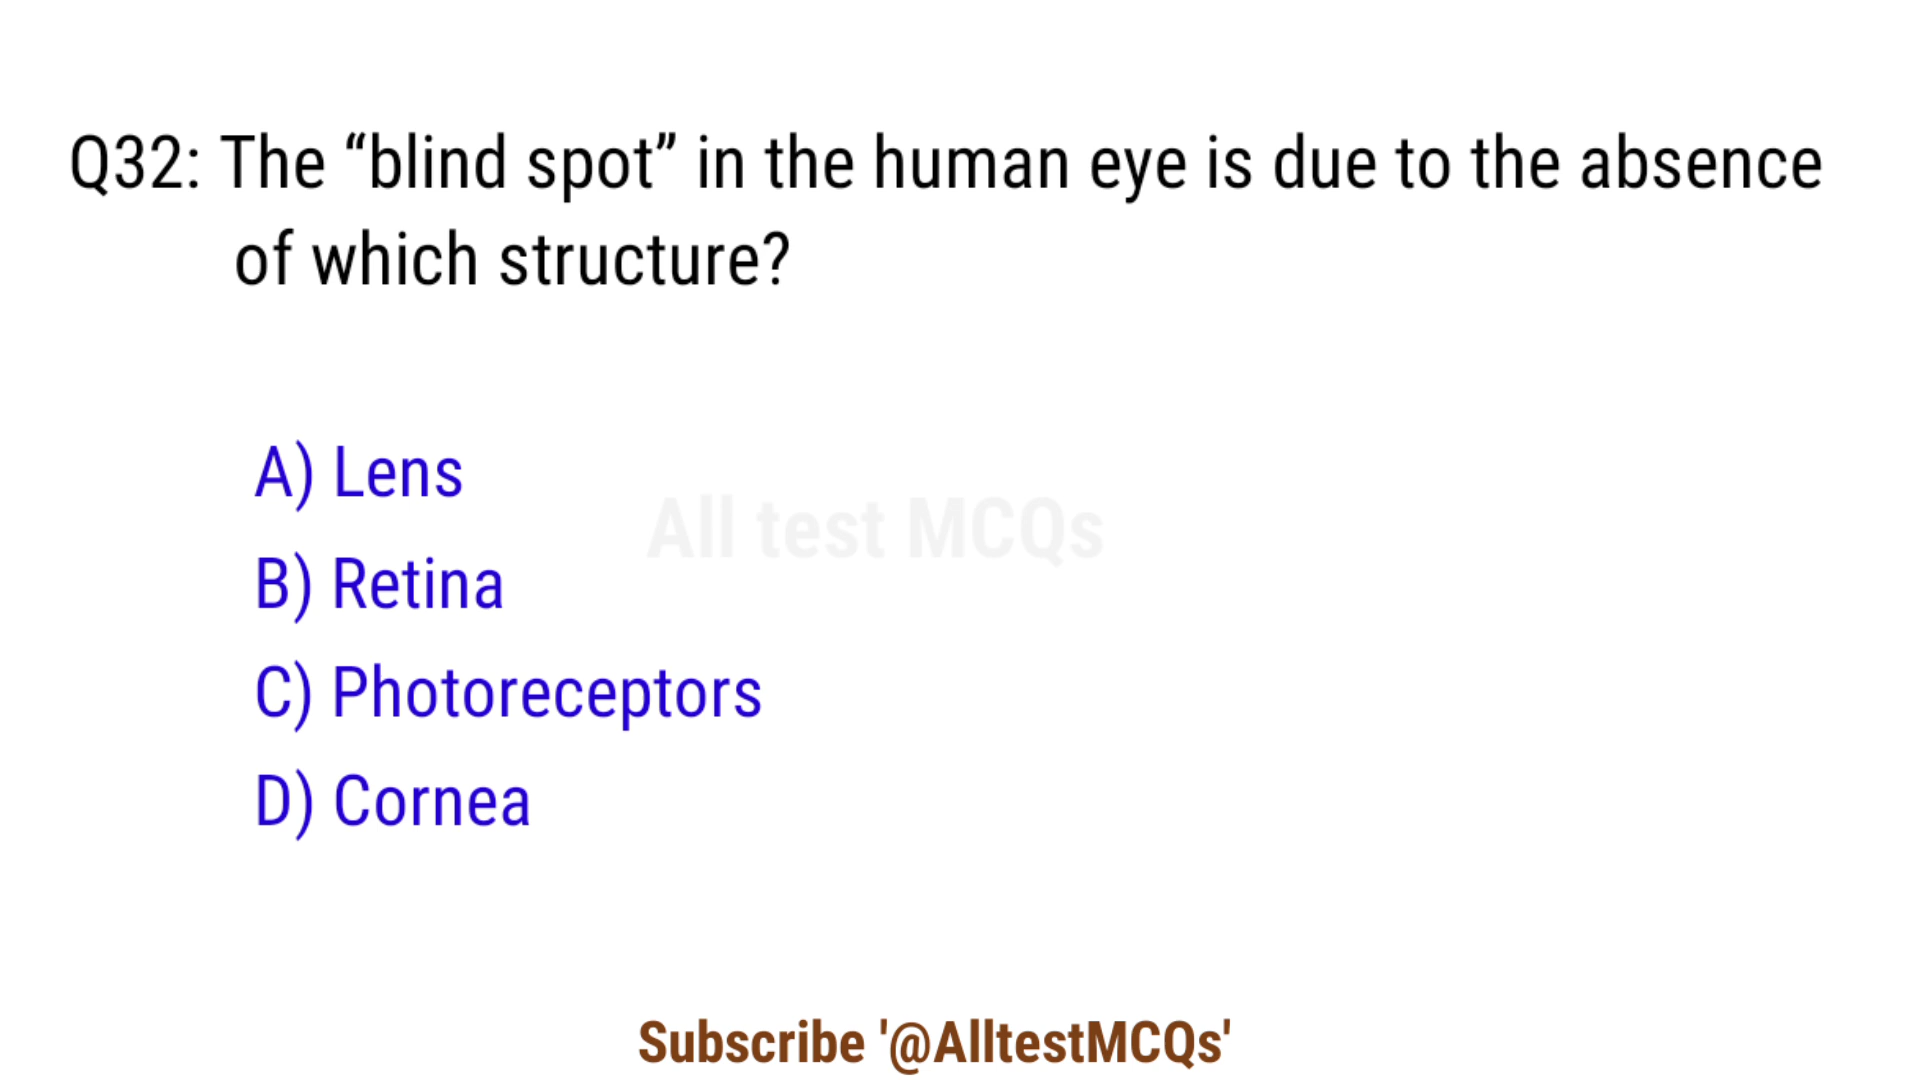 Q32: The “blind spot” in the human eye is due to the absence
of which structure?
A) Lens
All test MCQs
B) Retina
C) Photoreceptors
D) Cornea
Subscribe '@AlltestMCQs'